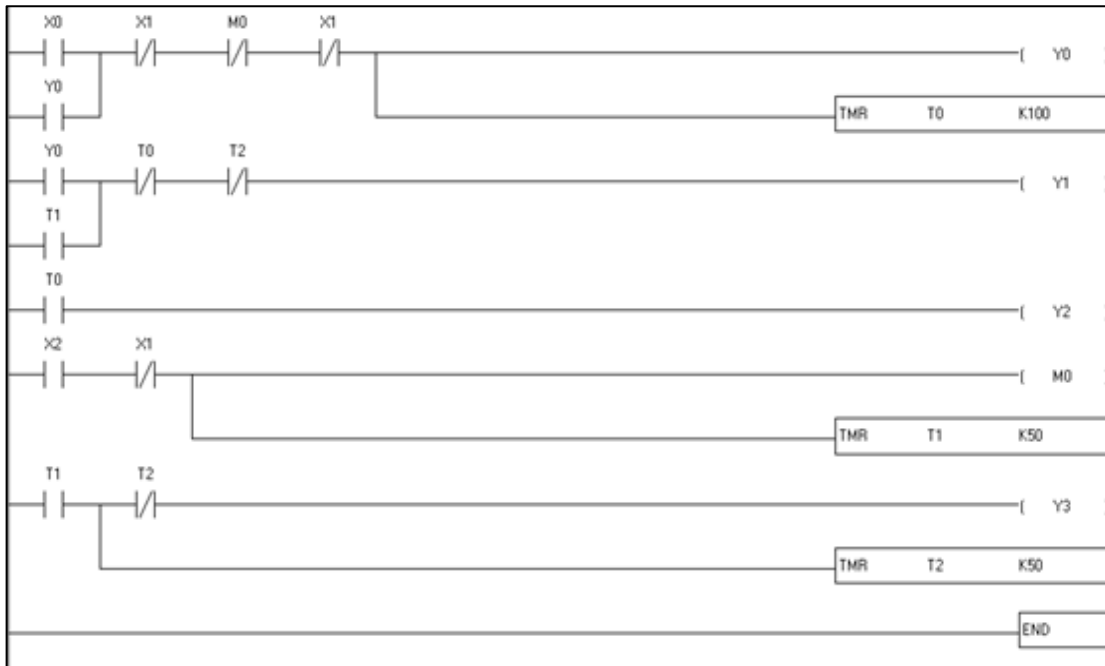 X0 X1 M0 X1
Y0
Y0
TMR T0 K100
Y0 T0 T2
Y1
T1
T0
Y2
X2 X1
M0
TMR T1 K50
T1 T2
Y3
TMR T2 K50
END